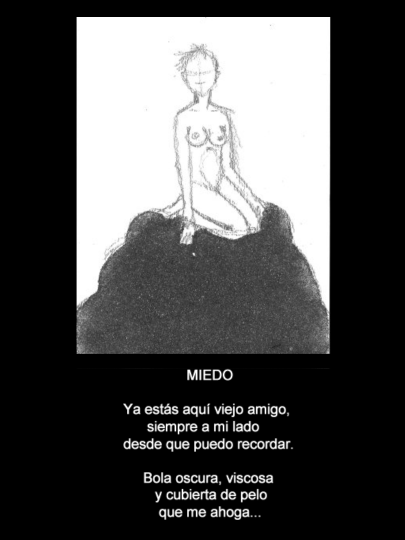 MIEDO
Ya estás aquí viejo amigo,
siempre a mi lado
desde que puedo recordar.
Bola oscura, viscosa
y cubierta de pelo
que me ahoga...